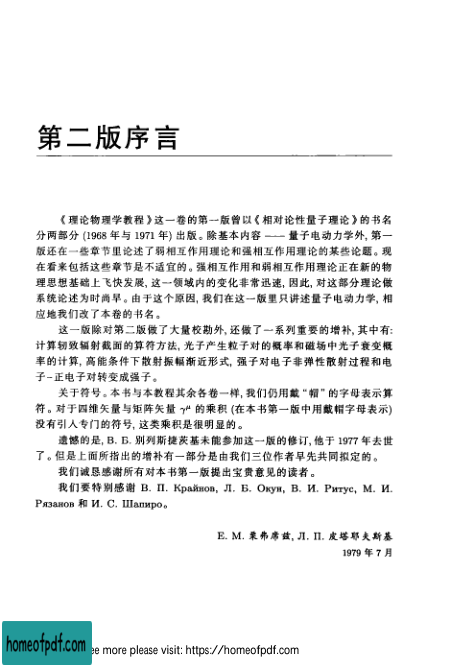 第二版序言
《理论物理学教程》这一卷的第一版曾以《相对论性量子理论》的书名
分两部分 (1968 年与 1971 年) 出版。除基本内容 —— 量子电动力学外, 第一
版还在一些章节里论述了弱相互作用理论和强相互作用理论的某些论题。现
在看来包括这些章节是不适宜的。强相互作用和弱相互作用理论正在新的物
理思想基础上飞快发展, 这一领域内的变化非常迅速, 因此, 对这部分理论做
系统论述为时尚早。由于这个原因, 我们在这一版里只讲述量子电动力学, 相
应地我们改了本卷的书名。
这一版除对第二版做了大量校勘外, 还做了一系列重要的增补, 其中有:
计算轫致辐射截面的算符方法, 光子产生粒子对的概率和磁场中光子衰变概
率的计算, 高能条件下散射振幅渐近形式, 强子对电子非弹性散射过程和电
子–正电子对转变成强子。
关于符号。本书与本教程其余各卷一样, 我们仍用戴 “帽” 的字母表示算
符。对于四维矢量与矩阵矢量 γμ 的乘积 (在本书第一版中用戴帽字母表示)
没有引入专门的符号, 这类乘积是很明显的。
遗憾的是, В. Б. 别列斯捷茨基未能参加这一版的修订, 他于 1977 年去世
了。但是上面所指出的增补有一部分是由我们三位作者早先共同拟定的。
我们诚恳感谢所有对本书第一版提出宝贵意见的读者。
我们要特别感谢 В. П. Крайнов, Л. Б. Окун, В. И. Ритус, М. И.
Рязанов 和 И. С. Шапиро。
Е. М. 栗弗席兹, Л. П. 皮塔耶夫斯基
1979 年 7 月
homeofpdf.com
ee more please visit: https://homeofpdf.com